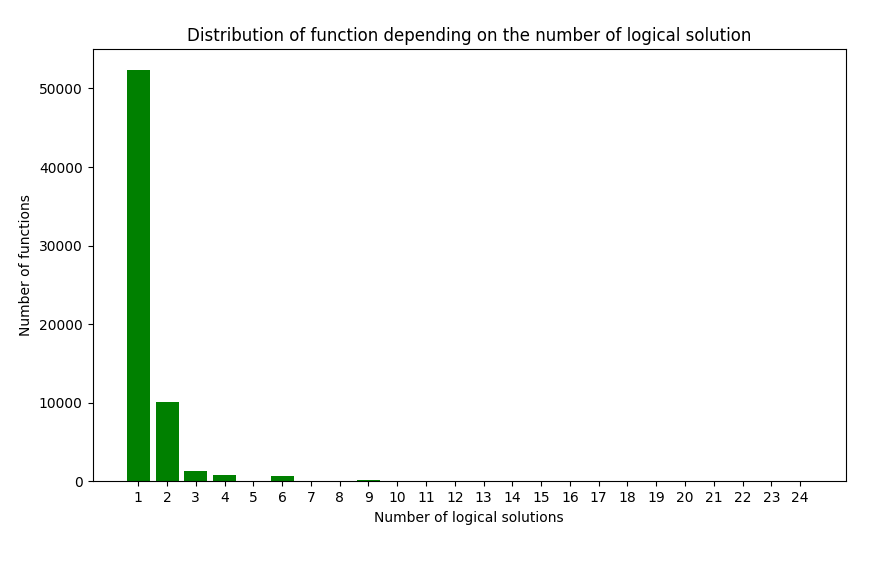 Distribution of function depending on the number of logical solution
50000
40000
30000
20000
10000
0
Number of functions
1 2 3 4 5 6 7 8 9 10 11 12 13 14 15 16 17 18 19 20 21 22 23 24
Number of logical solutions